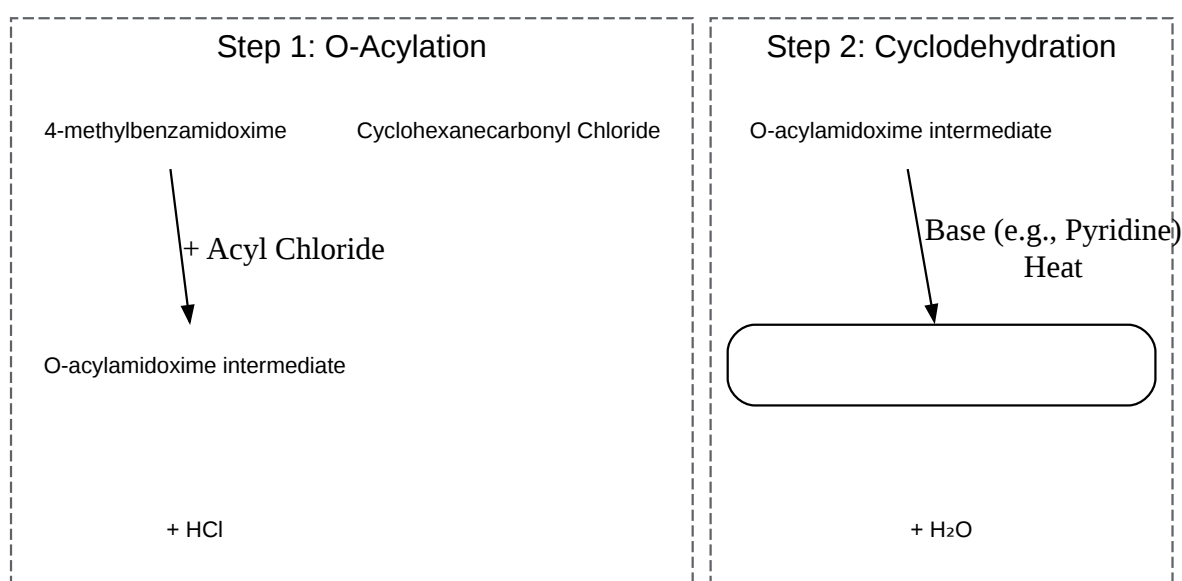 Step 1: O-Acylation
4-methylbenzamidoxime
Cyclohexanecarbonyl Chloride
+ Acyl Chloride
O-acylamidoxime intermediate
+ HCl
Step 2: Cyclodehydration
O-acylamidoxime intermediate
Base (e.g., Pyridine)
Heat
+ H₂O